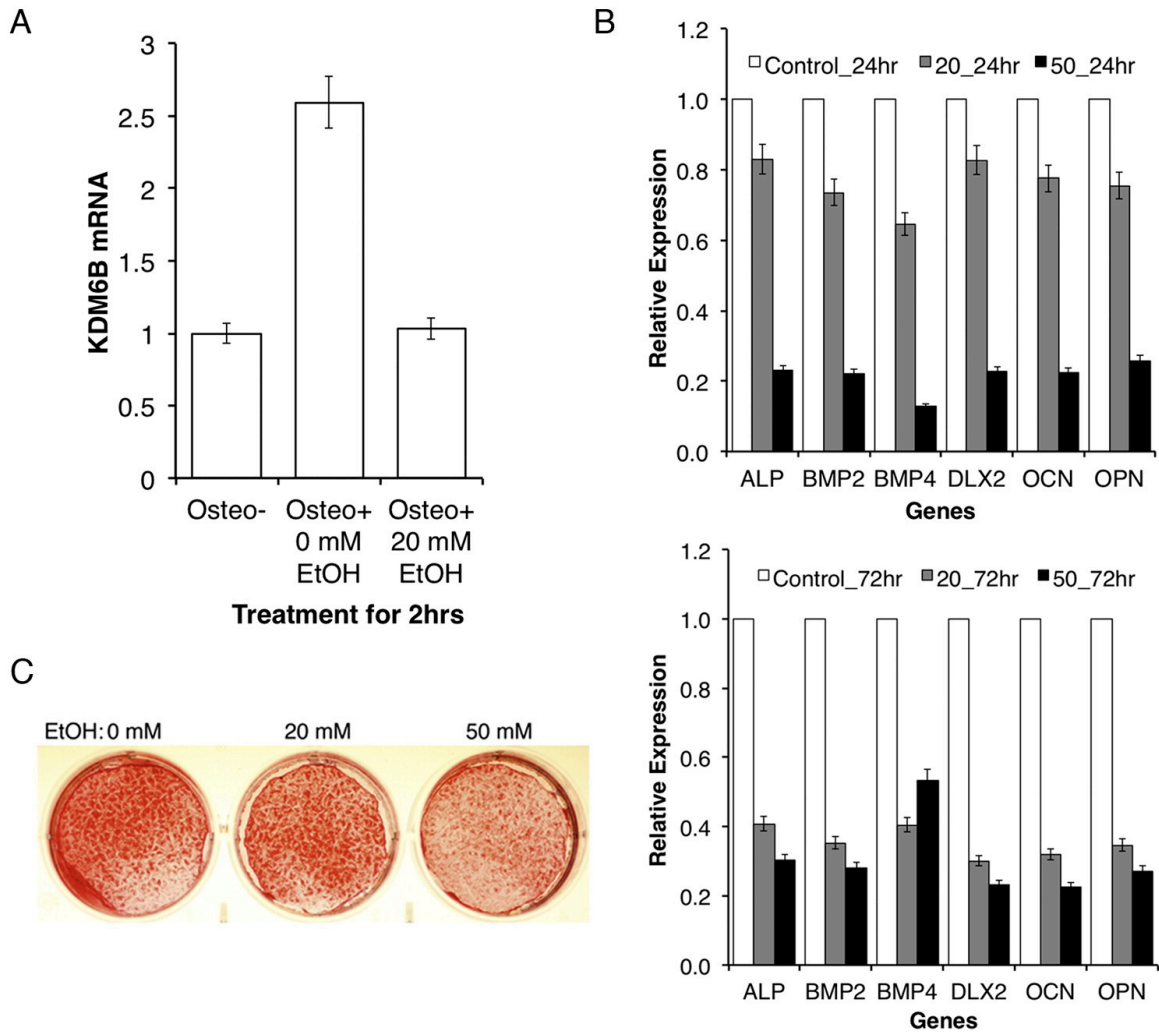 A
3
2.5
2
1.5
1
0.5
0
KDM6B mRNA
Osteo- Osteo+ Osteo+
0 mM 20 mM
EtOH EtOH
Treatment for 2hrs
B
1.2
1.0
0.8
0.6
0.4
0.2
0.0
Relative Expression
Control_24hr 20_24hr 50_24hr
ALP BMP2 BMP4 DLX2 OCN OPN
Genes
1.2
1.0
0.8
0.6
0.4
0.2
0.0
Relative Expression
Control_72hr 20_72hr 50_72hr
ALP BMP2 BMP4 DLX2 OCN OPN
Genes
C
EtOH: 0 mM 20 mM 50 mM